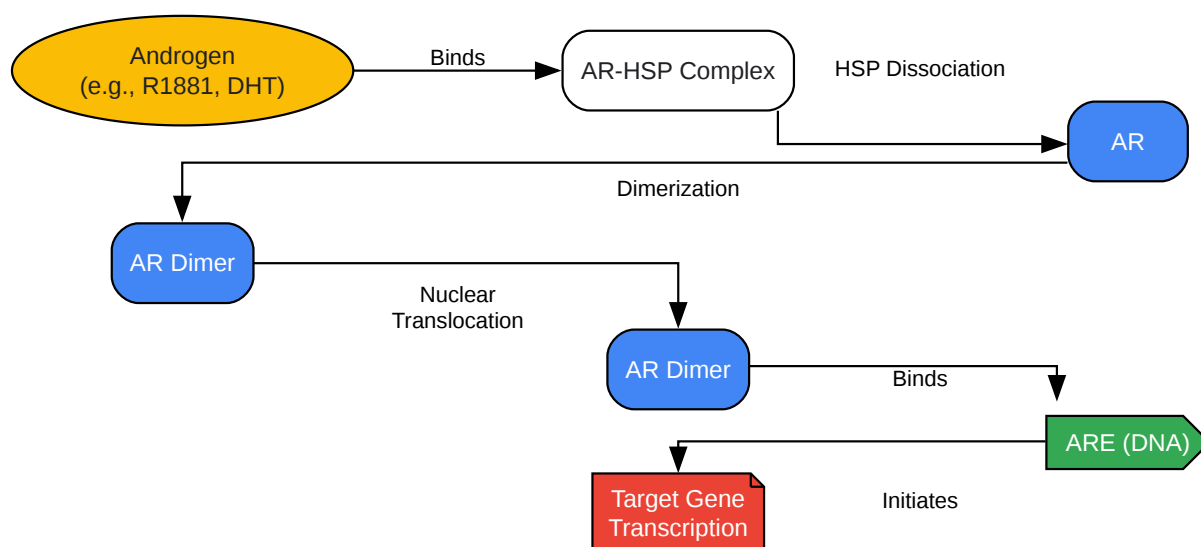 Androgen
(e.g., R1881, DHT)
Binds
AR-HSP Complex
HSP Dissociation
AR
Dimerization
AR Dimer
Nuclear
Translocation
AR Dimer
Binds
ARE (DNA)
Initiates
Target Gene
Transcription